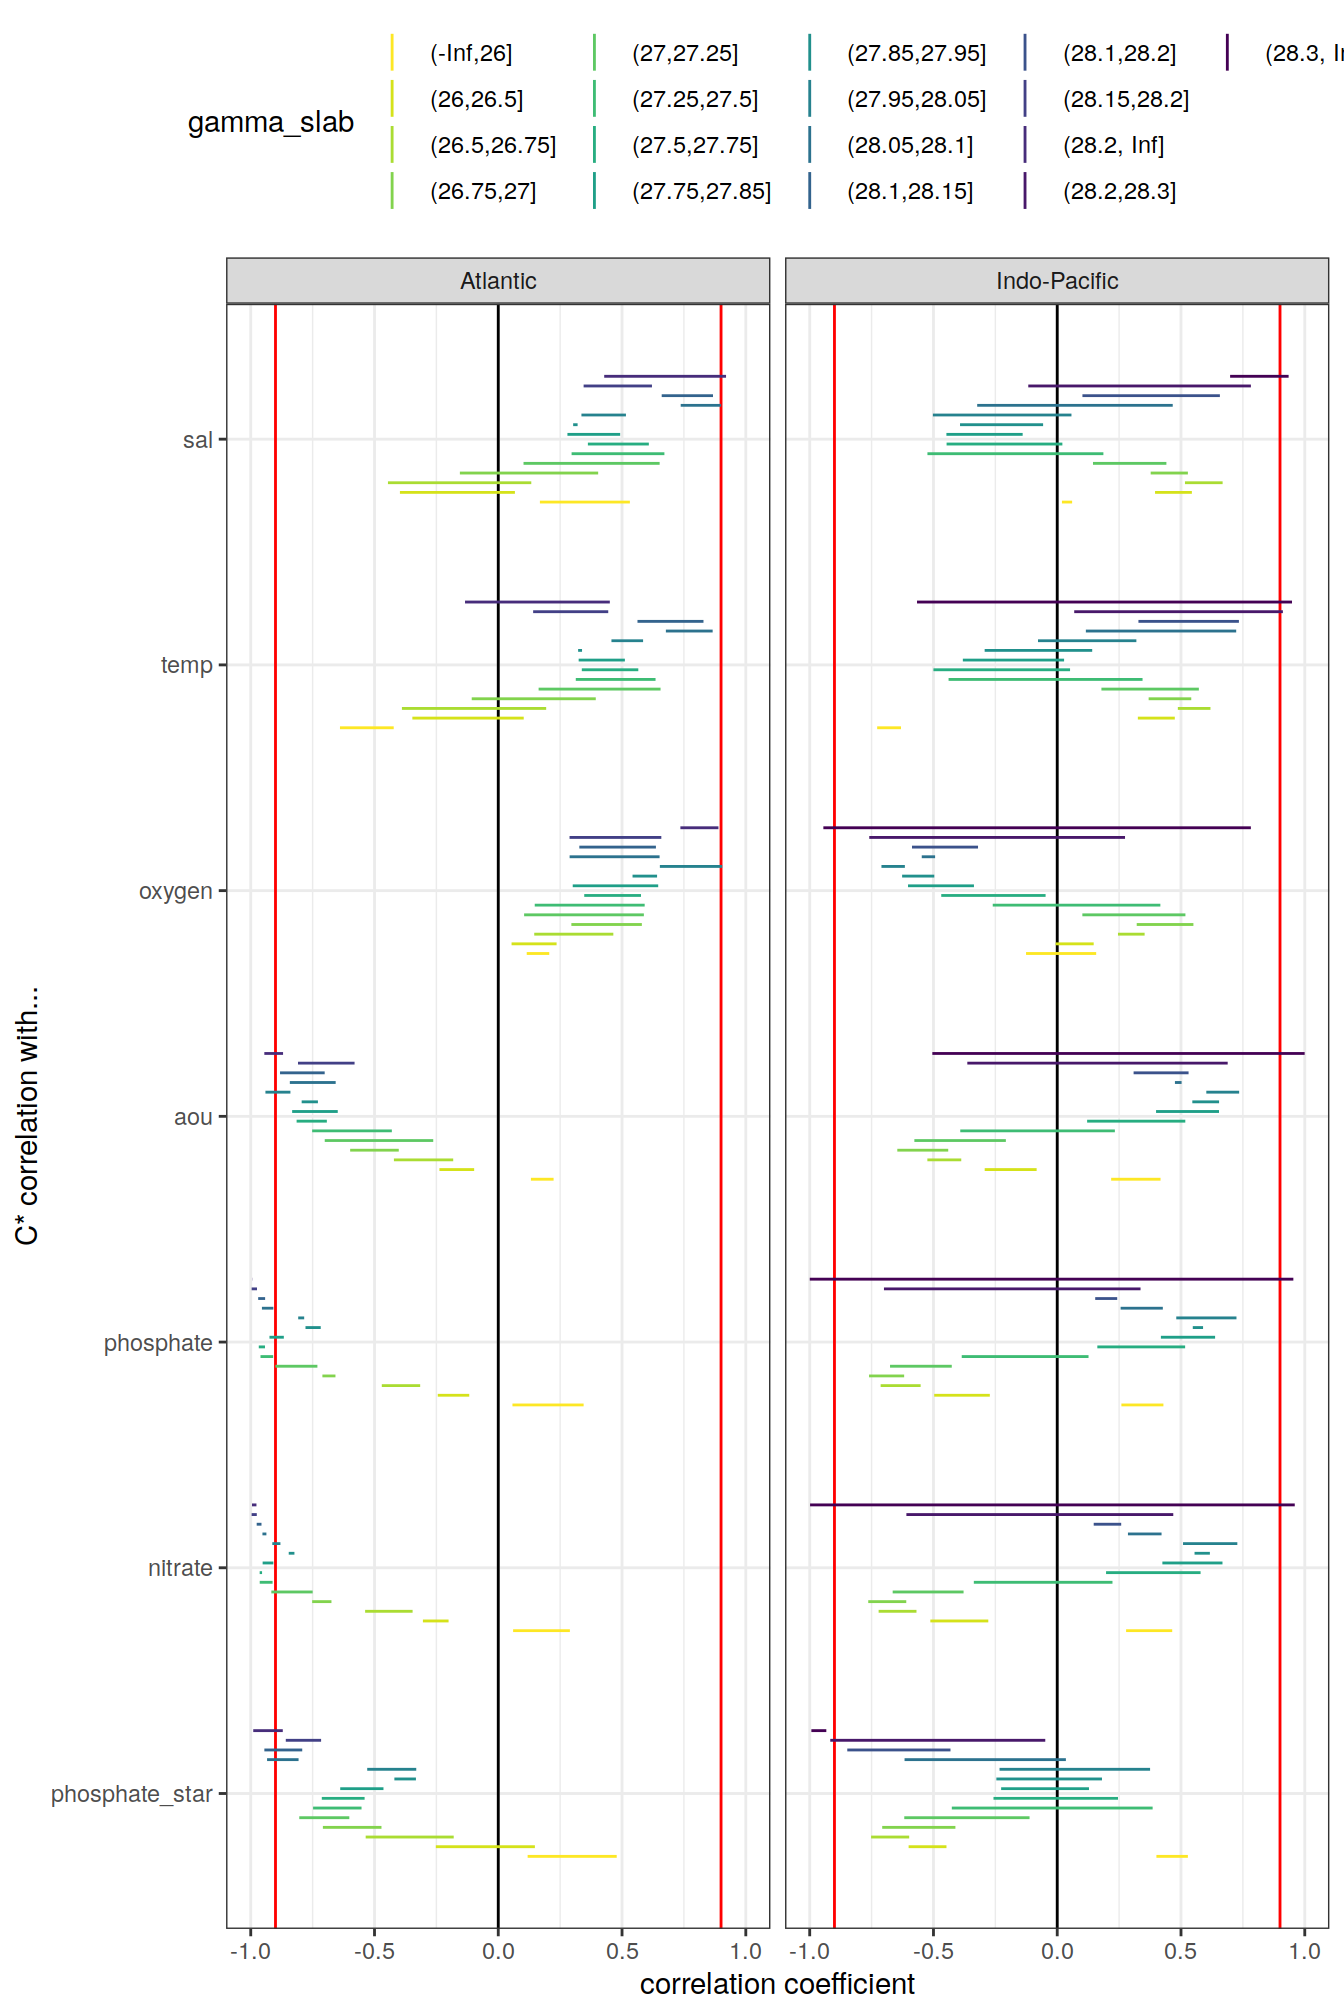 gamma_slab
(-Inf,26]
(26,26.5]
(26.5,26.75]
(26.75,27]
(27,27.25]
(27.25,27.5]
(27.5,27.75]
(27.75,27.85]
(27.85,27.95]
(27.95,28.05]
(28.05,28.1]
(28.1,28.15]
(28.1,28.2]
(28.15,28.2]
(28.2, Inf]
(28.2,28.3]
(28.3,
Atlantic
Indo-Pacific
C* correlation with...
sal
temp
oxygen
aou
phosphate
nitrate
phosphate_star
-1.0 -0.5 0.0 0.5 1.0
-1.0 -0.5 0.0 0.5 1.0
correlation coefficient